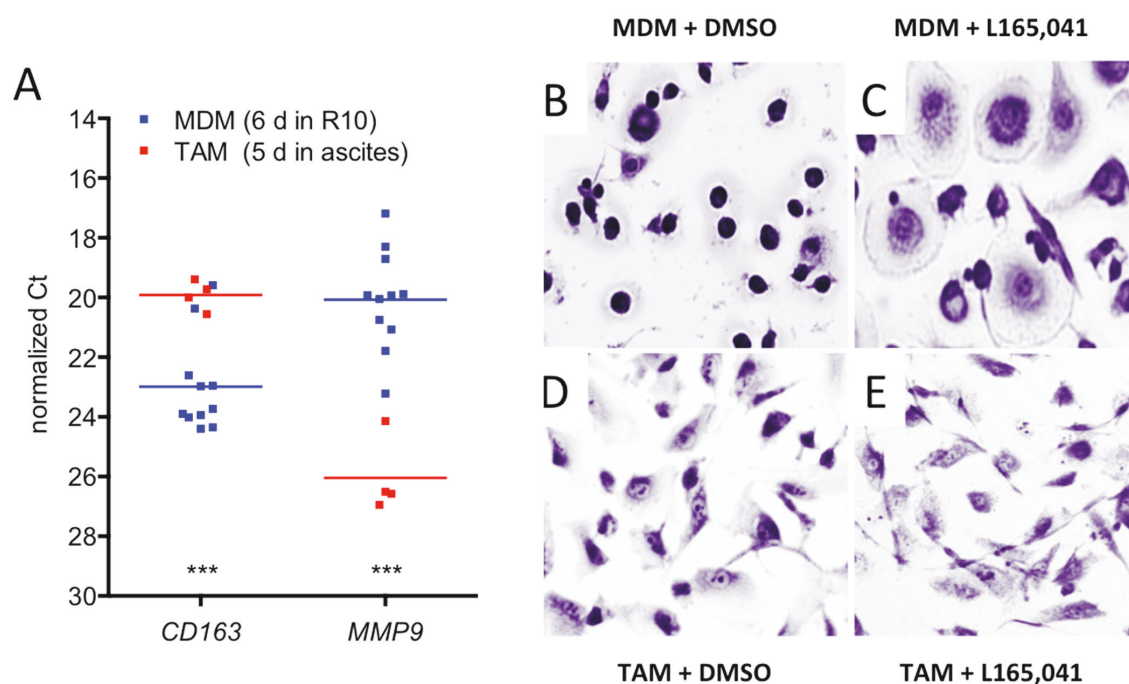 MDM + DMSO
MDM + L165,041
A
B
C
MDM (6 d in R10)
TAM (5 d in ascites)
normalized Ct
14
16
18
20
22
24
26
28
30
***
***
CD163
MMP9
D
E
TAM + DMSO
TAM + L165,041